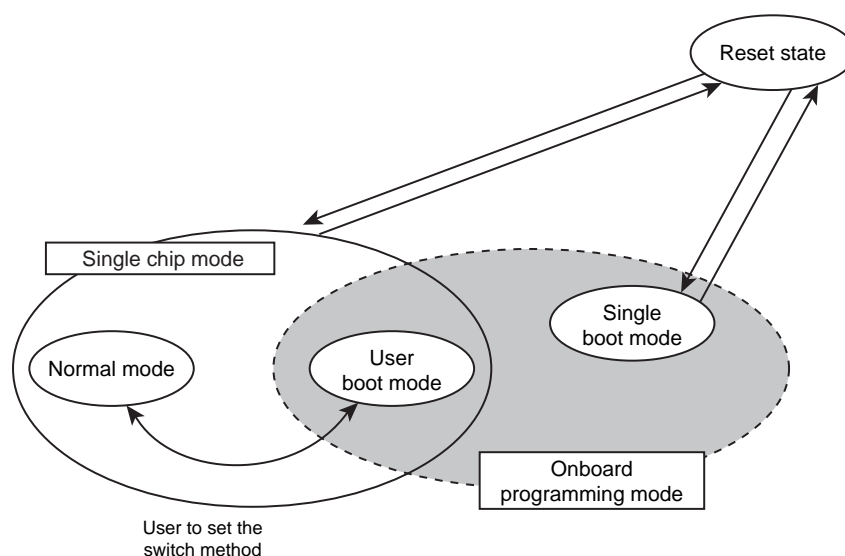 Reset state
Single chip mode
Single
boot mode
Normal mode
User
boot mode
Onboard
programming mode
User to set the
switch method